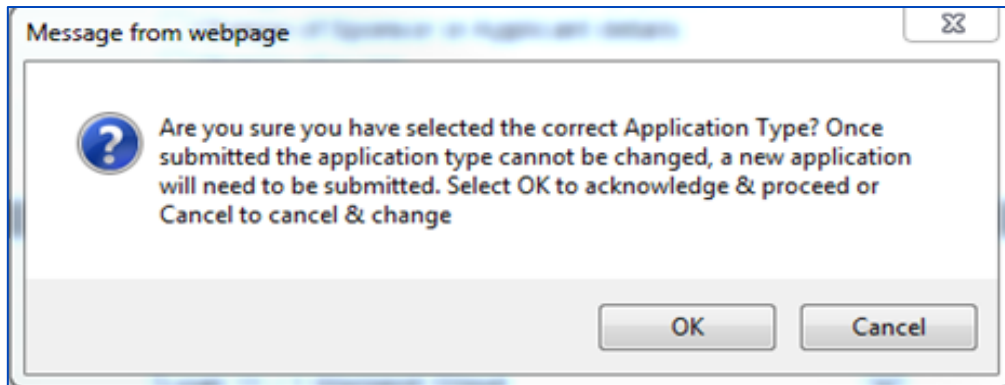 Message from webpage
Are you sure you have selected the correct Application Type? Once
submitted the application type cannot be changed, a new application
will need to be submitted. Select OK to acknowledge & proceed or
Cancel to cancel & change
OK
Cancel